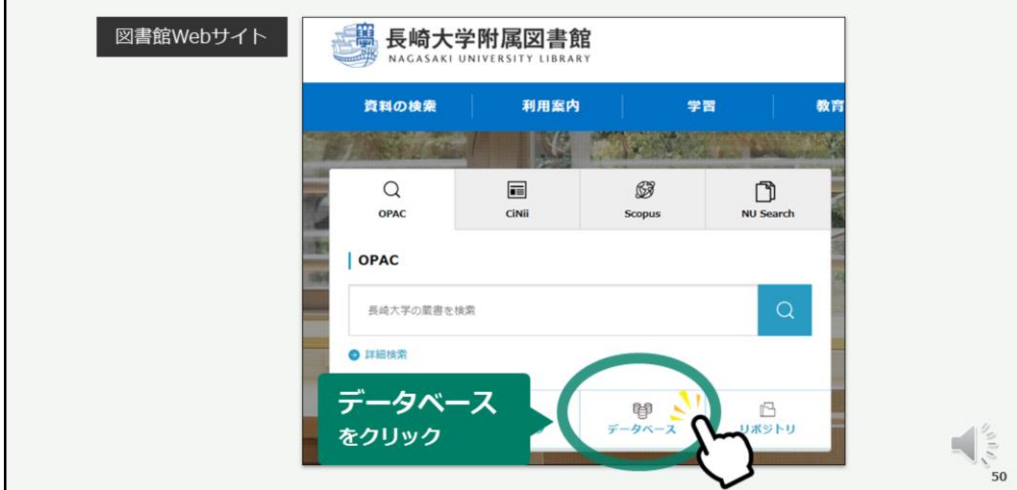 図書館Webサイト
長崎大学附属図書館
NAGASAKI UNIVERSITY LIBRARY
資料の検索 利用案内 学習 教育
OPAC CiNii Scopus NU Search
OPAC
長崎大学の蔵書を検索
詳細検索
データベース
をクリック
データベース リポジトリ
50